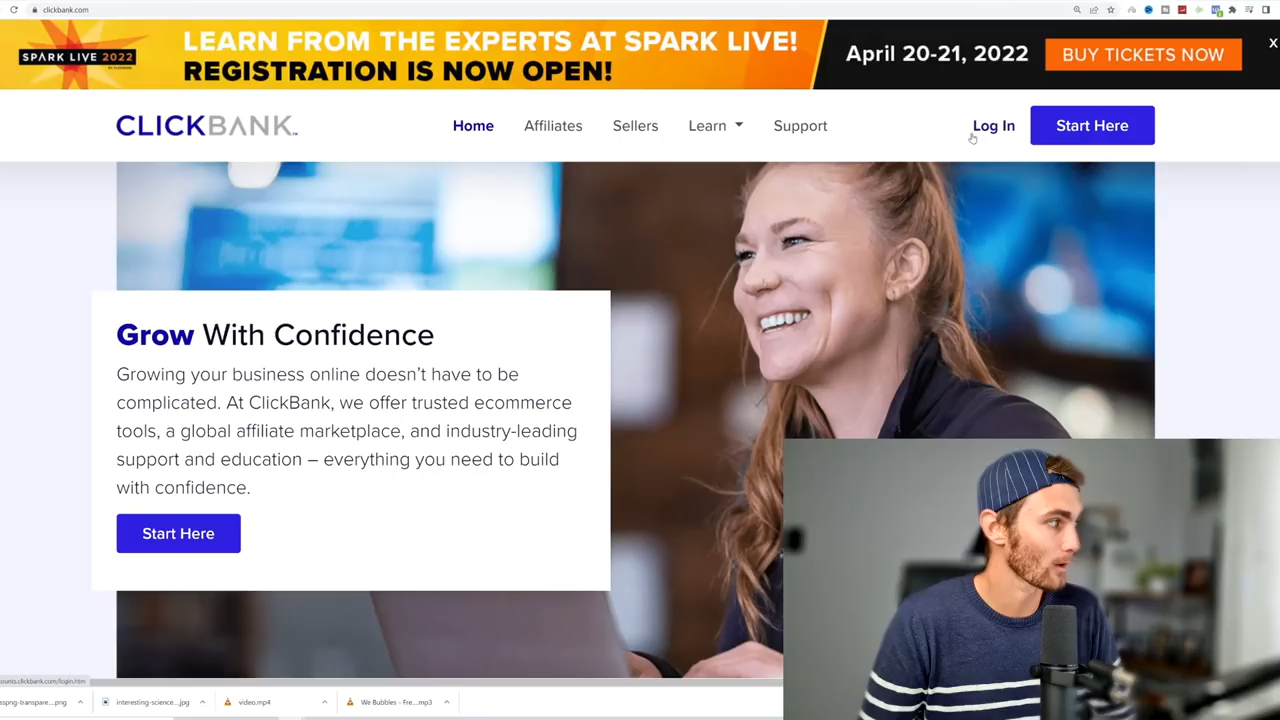 clickbank.com
SPARK LIVE 2022
LEARN FROM THE EXPERTS AT SPARK LIVE!
REGISTRATION IS NOW OPEN!
April 20-21, 2022
BUY TICKETS NOW
X
CLICKBANK
Home
Affiliates
Sellers
Learn
Support
Log In
Start Here
Grow With Confidence
Growing your business online doesn’t have to be
complicated. At ClickBank, we offer trusted ecommerce
tools, a global affiliate marketplace, and industry-leading
support and education – everything you need to build
with confidence.
Start Here
ounts.clickbank.com/login.htm
sspng-transpare....png
interesting-science....jpg
video.mp4
We Bubbles - Fre....mp3